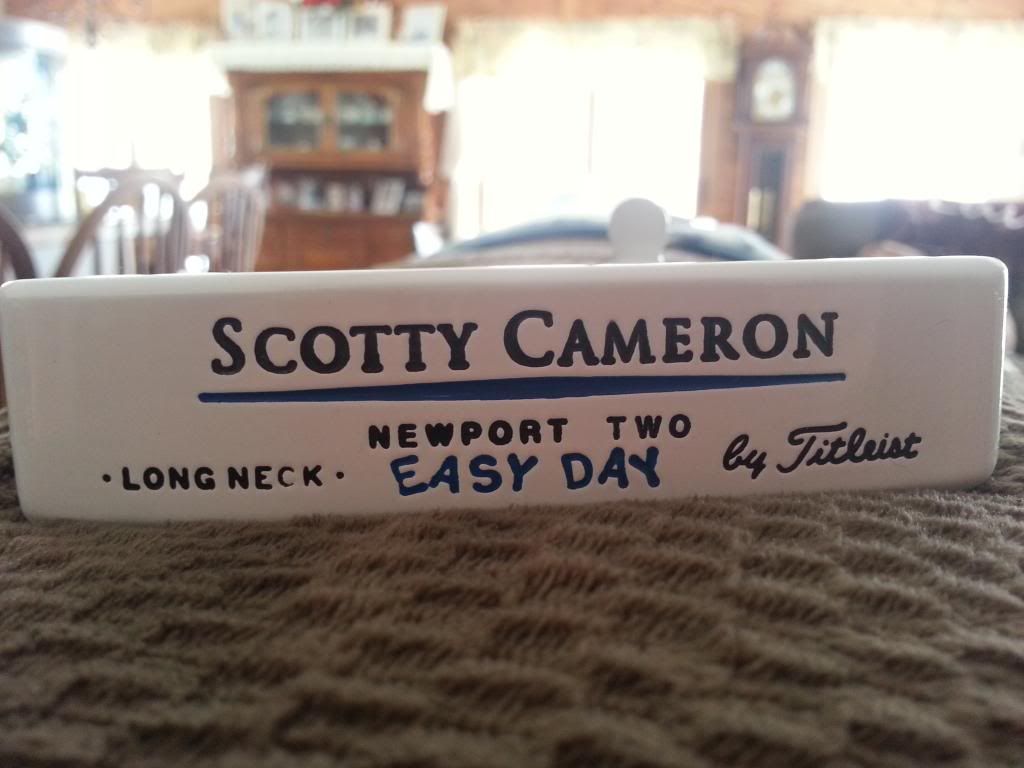 SCOTTY CAMERON
NEWPORT TWO
• LONG NECK •
EASY DAY
by Titleist